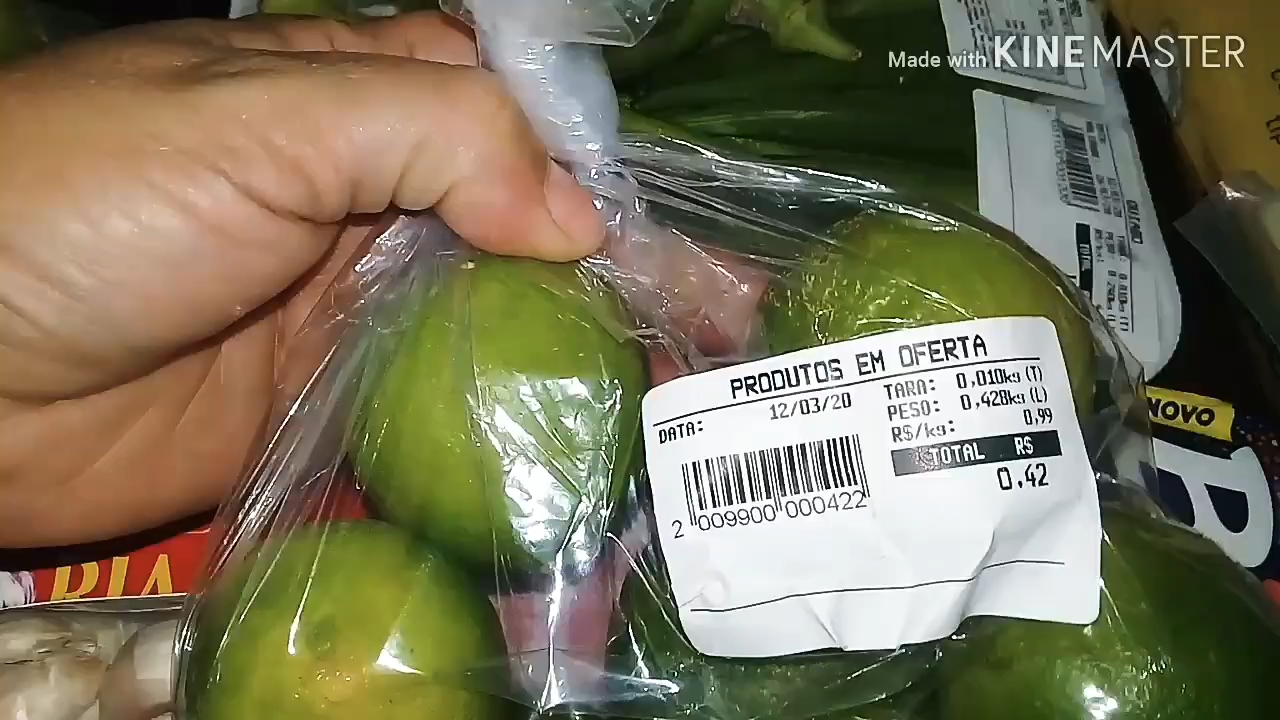 Made with KINEMASTER
PRODUTOS EM OFERTA
DATA: 12/03/20
TARA: 0,010kg (T)
PESO: 0,428kg (L)
R$/kg: 0,99
TOTAL R$
0,42
2 009900 000422
NOVO
TOTAL